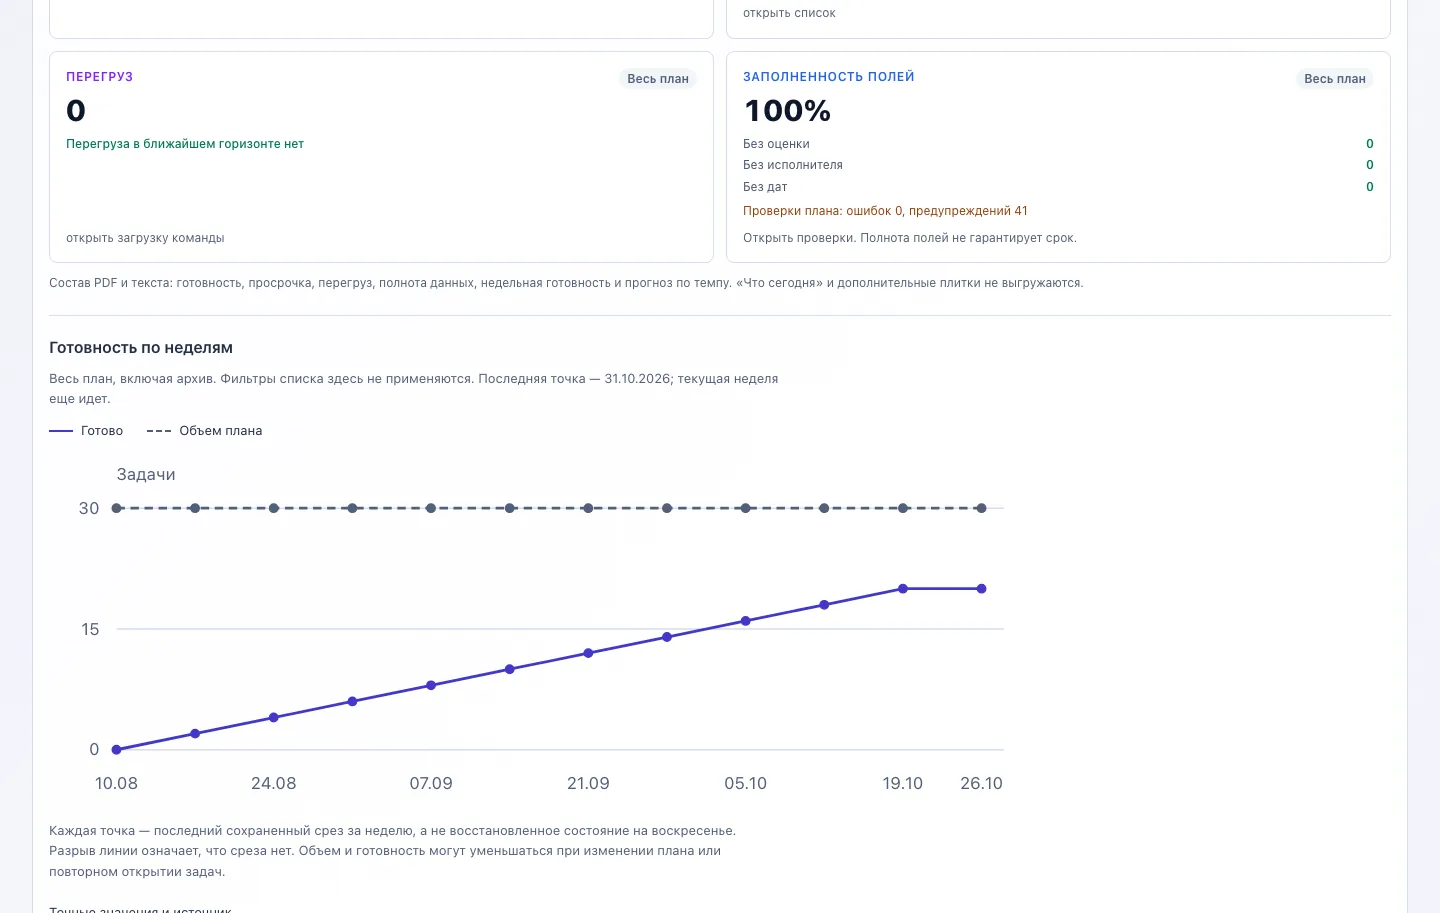 открыть список
ПЕРЕГРУЗ
Весь план
0
Перегруза в ближайшем горизонте нет
открыть загрузку команды
ЗАПОЛНЕННОСТЬ ПОЛЕЙ
Весь план
100%
Без оценки 0
Без исполнителя 0
Без дат 0
Проверки плана: ошибок 0, предупреждений 41
Открыть проверки. Полнота полей не гарантирует срок.
Состав PDF и текста: готовность, просрочка, перегруз, полнота данных, недельная готовность и прогноз по темпу. «Что сегодня» и дополнительные плитки не выгружаются.
Готовность по неделям
Весь план, включая архив. Фильтры списка здесь не применяются. Последняя точка — 31.10.2026; текущая неделя
еще идет.
Готово Объем плана
Задачи
30
15
0
10.08 24.08 07.09 21.09 05.10 19.10 26.10
Каждая точка — последний сохраненный срез за неделю, а не восстановленное состояние на воскресенье.
Разрыв линии означает, что среза нет. Объем и готовность могут уменьшаться при изменении плана или
повторном открытии задач.
Точные значения и источник